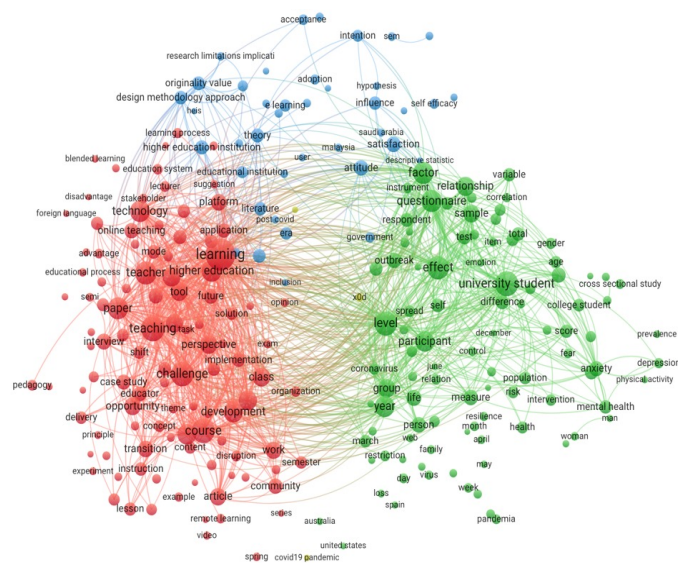 acceptance
intention
sem
research limitations implicati
originality value
adoption
hypothesis
design methodology approach
heis
e learning
influence
self efficacy
learning process
theory
saudi arabia
higher education institution
malaysia
satisfaction
blended learning
user
descriptive statistic
education system
educational institution
attitude
factor
variable
lecturer
suggestion
instrument
relationship
disadvantage
stakeholder
platform
questionnaire
correlation
foreign language
technology
literature
sample
post covid
respondent
online teaching
application
era
government
test
item
total
mode
gender
advantage
learning
outbreak
emotion
age
educational process
teacher
higher education
effect
inclusion
university student
cross sectional study
semi
tool
future
opinion
x0d
difference
college student
paper
solution
spread
self
teaching
task
level
score
interview
perspective
exam
participant
december
prevalence
shift
implementation
control
fear
challenge
class
coronavirus
june
anxiety
depression
pedagogy
case study
relation
population
physical activity
educator
organization
group
life
measure
risk
intervention
opportunity
theme
development
year
mental health
delivery
concept
resilience
man
principle
course
person
month
health
content
march
web
april
woman
transition
work
family
disruption
restriction
experiment
instruction
semester
day
virus
may
example
article
community
loss
week
lesson
spain
remote learning
series
australia
pandemia
video
united states
spring
covid19 pandemic